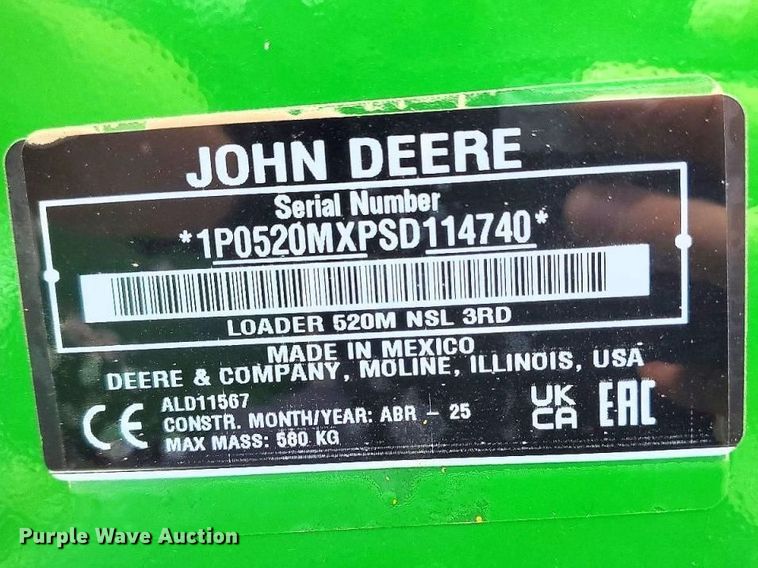 JOHN DEERE
Serial Number
*1P0520MXPSD114740*
LOADER 520M NSL 3RD
MADE IN MEXICO
DEERE & COMPANY, MOLINE, ILLINOIS, USA
ALD11567
CONSTR. MONTH/YEAR: ABR - 25
MAX MASS: 580 KG
CE
UK
CA
EAC
Purple Wave Auction